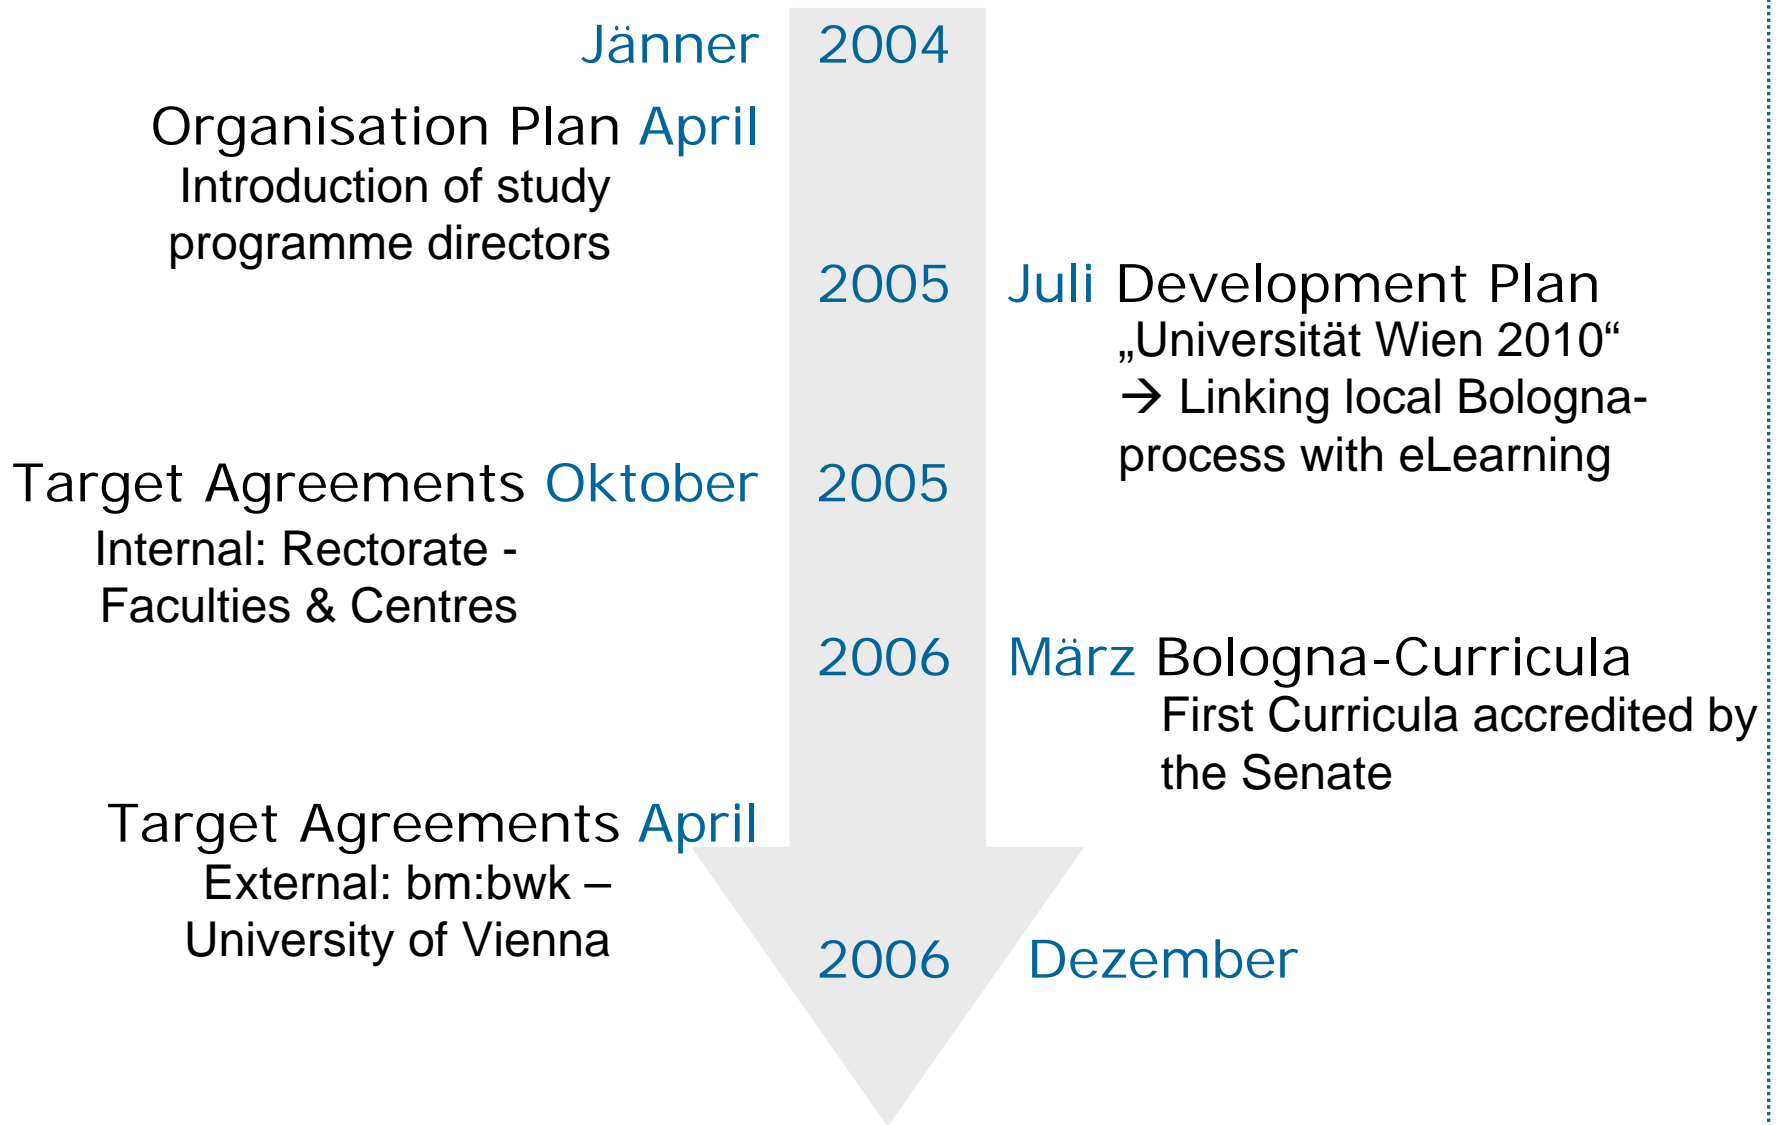 Jänner 2004
Organisation Plan April
Introduction of study
programme directors
2005 Juli Development Plan
„Universität Wien 2010“
→ Linking local Bologna-
process with eLearning
Target Agreements Oktober 2005
Internal: Rectorate -
Faculties & Centres
2006 März Bologna-Curricula
First Curricula accredited by
the Senate
Target Agreements April
External: bm:bwk –
University of Vienna
2006 Dezember